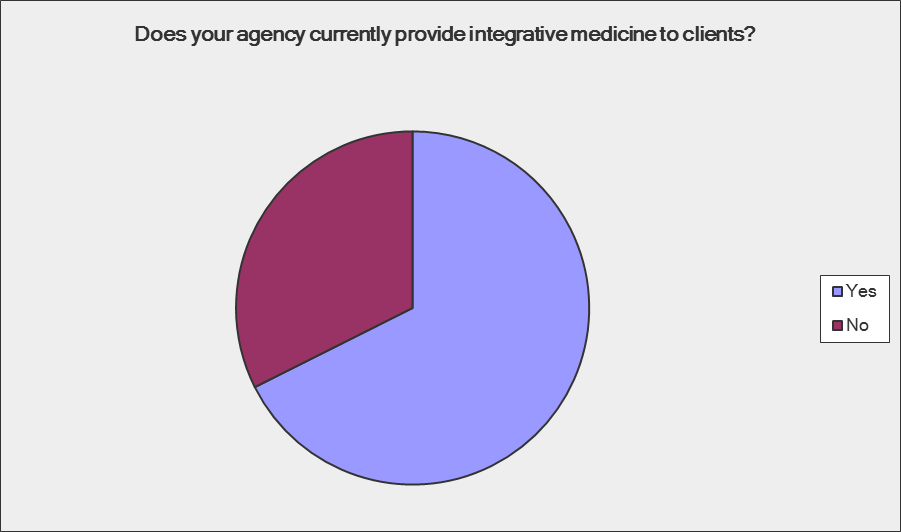 Does your agency currently provide integrative medicine to clients?
Yes
No